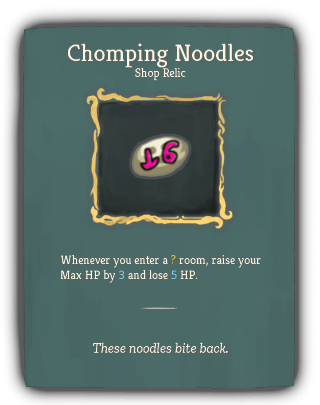 Chomping Noodles
Shop Relic
Whenever you enter a ? room, raise your
Max HP by 3 and lose 5 HP.
These noodles bite back.